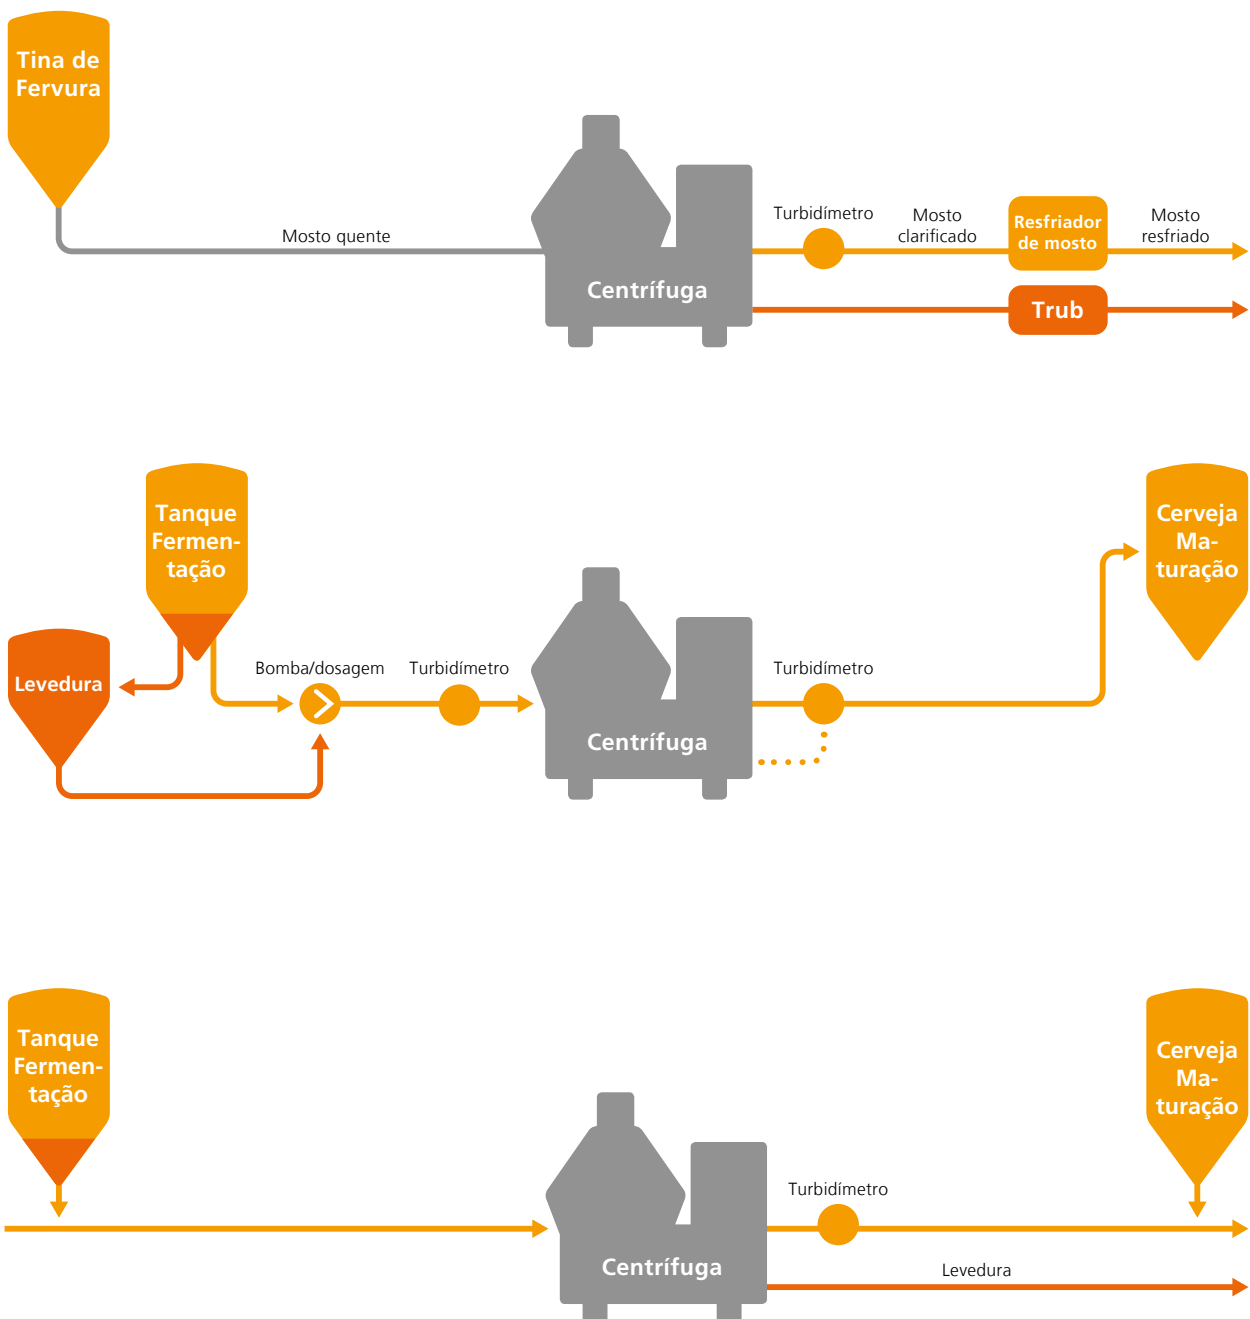 Tina de
Fervura
Mosto quente
Centrífuga
Turbidímetro
Mosto
clarificado
Resfriador
de mosto
Mosto
resfriado
Trub
Tanque
Fermen-
tação
Levedura
Bomba/dosagem
Turbidímetro
Centrífuga
Turbidímetro
Cerveja
Ma-
turação
Tanque
Fermen-
tação
Centrífuga
Turbidímetro
Levedura
Cerveja
Ma-
turação